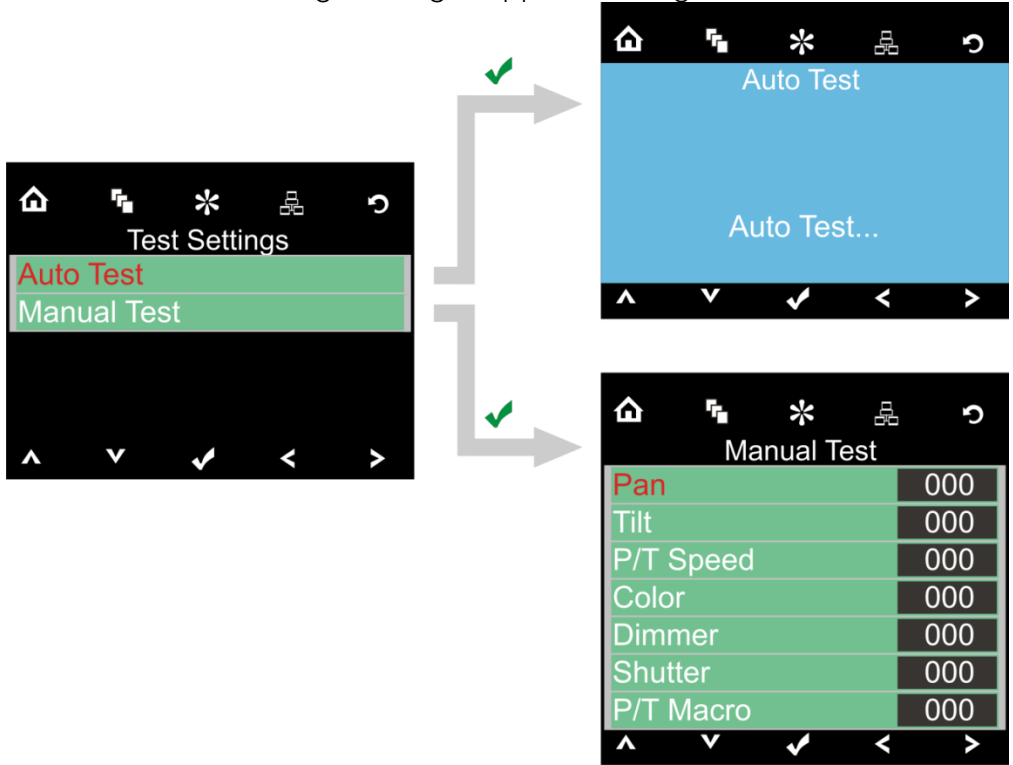 Test Settings
Auto Test
Manual Test
Auto Test
Auto Test...
Manual Test
Pan 000
Tilt 000
P/T Speed 000
Color 000
Dimmer 000
Shutter 000
P/T Macro 000